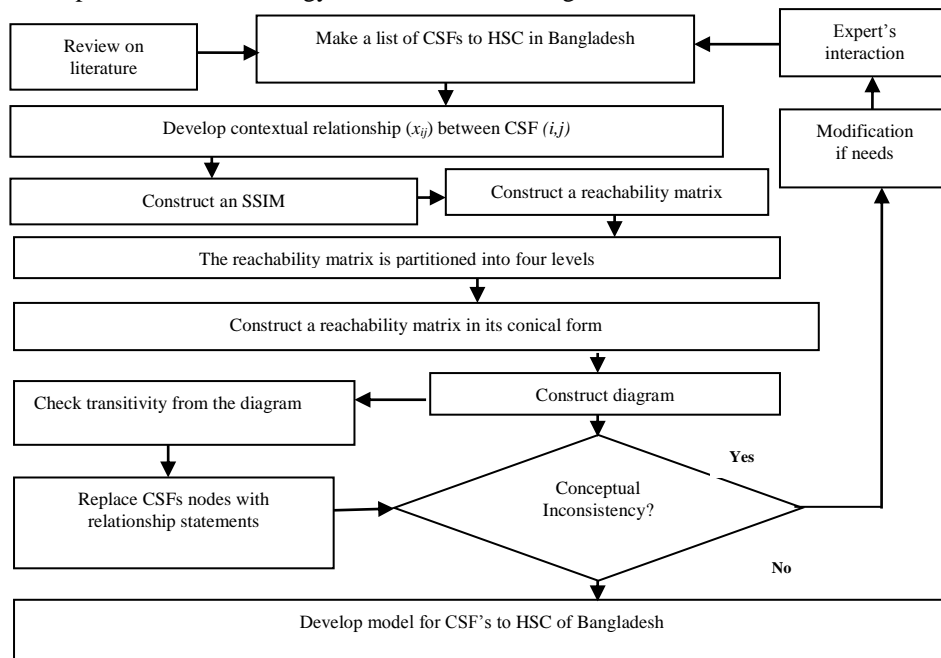 Review on
literature
Make a list of CSFs to HSC in Bangladesh
Expert's
interaction
Develop contextual relationship (xij) between CSF (i,j)
Modification
if needs
Construct an SSIM
Construct a reachability matrix
The reachability matrix is partitioned into four levels
Construct a reachability matrix in its conical form
Check transitivity from the diagram
Construct diagram
Yes
Replace CSFs nodes with
relationship statements
Conceptual
Inconsistency?
No
Develop model for CSF's to HSC of Bangladesh